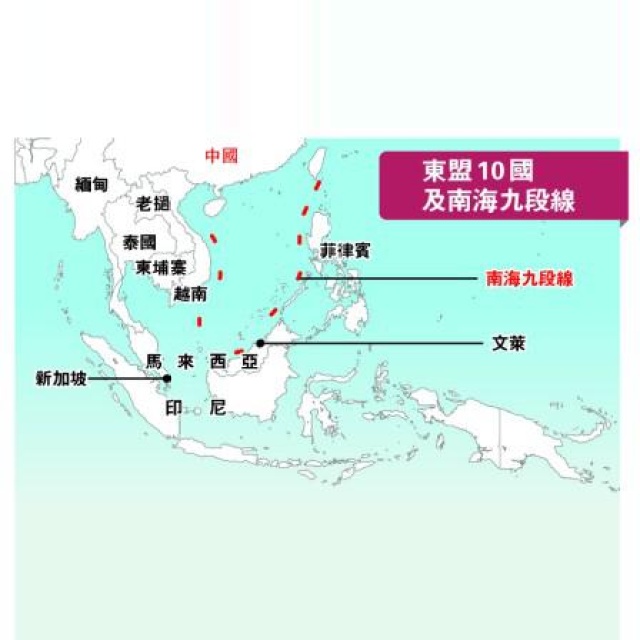 中國
東盟10國
及南海九段線
緬甸
老撾
泰國
菲律賓
柬埔寨
南海九段線
越南
文萊
馬來西亞
新加坡
印尼